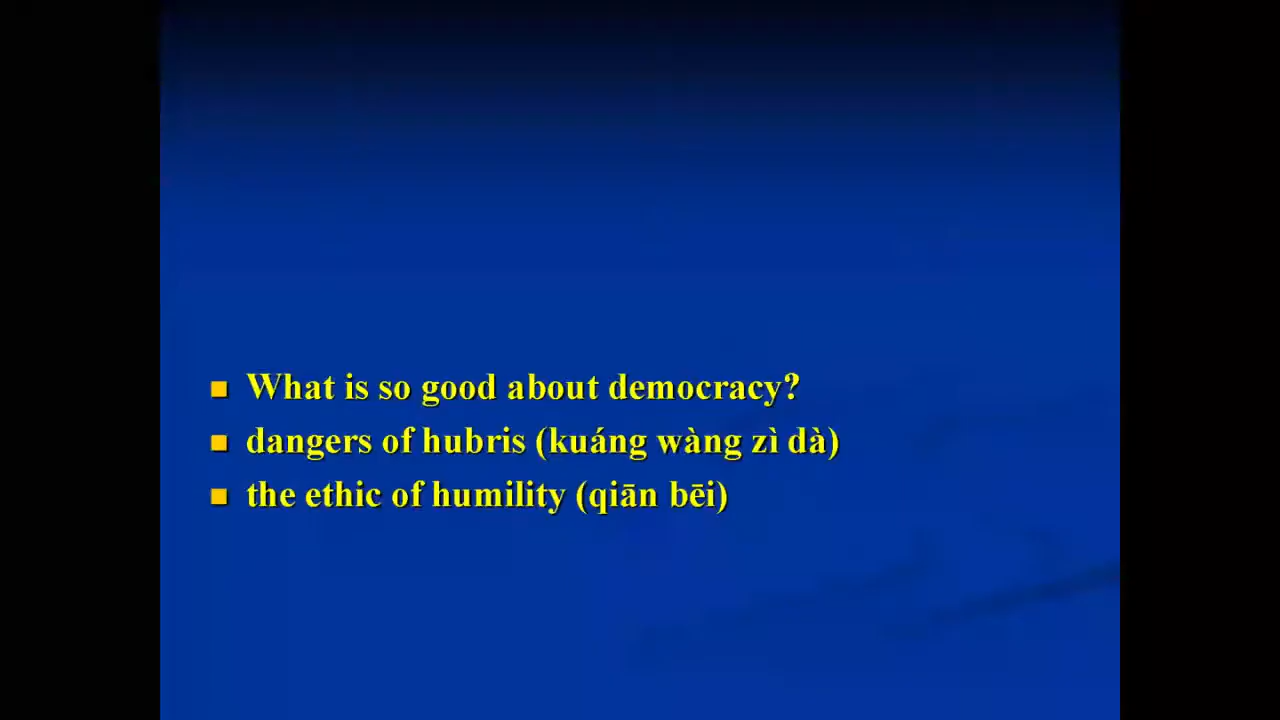 What is so good about democracy?
dangers of hubris (kuáng wàng zì dà)
the ethic of humility (qiān bēi)